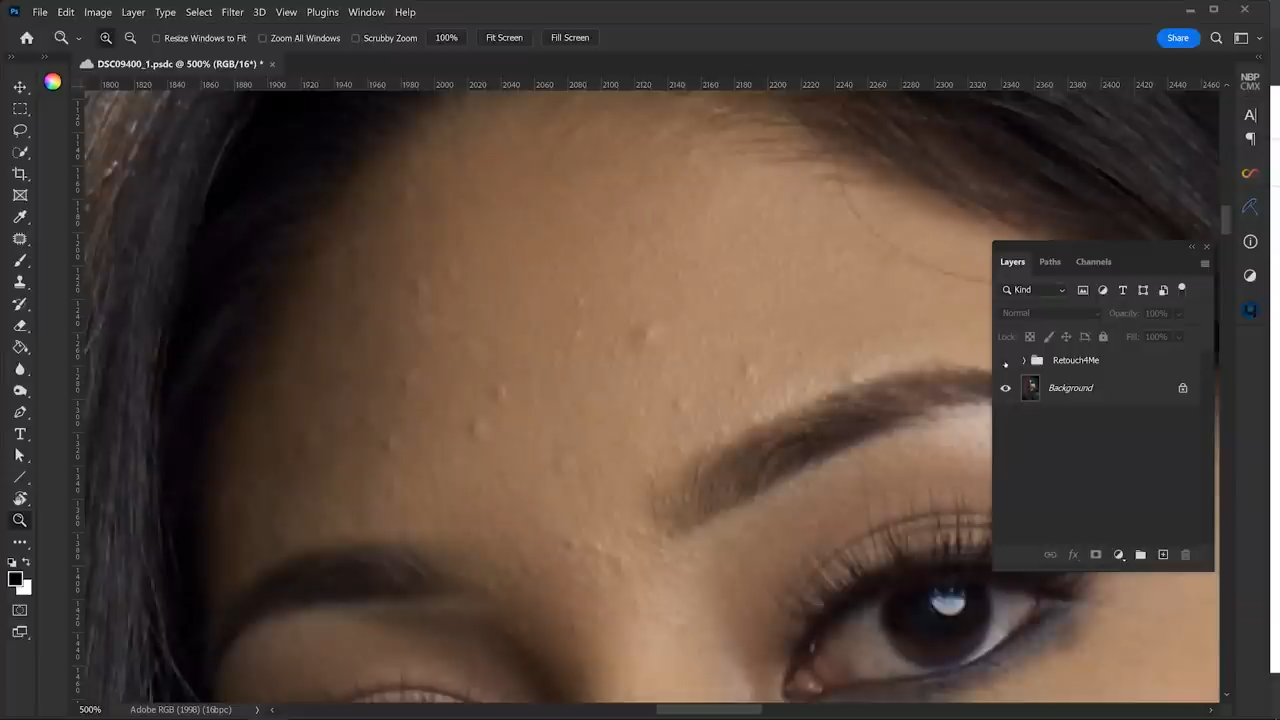 Ps File Edit Image Layer Type Select Filter 3D View Plugins Window Help
Resize Windows to Fit Zoom All Windows Scrubby Zoom 100% Fit Screen Fill Screen Share
DSC09400_1.psdc @ 500% (RGB/16*) * ×
1800 1820 1840 1860 1880 1900 1920 1940 1960 1980 2000 2020 2040 2060 2080 2100 2120 2140 2160 2180 2200 2220 2240 2260 2280 2300 2320 2340 2360 2380 2400 2420 2440 2460
NBP
CMX
Layers Paths Channels
Kind
Normal Opacity: 100%
Lock: Fill: 100%
Retouch4Me
Background
fx
500% Adobe RGB (1998) (16bpc)